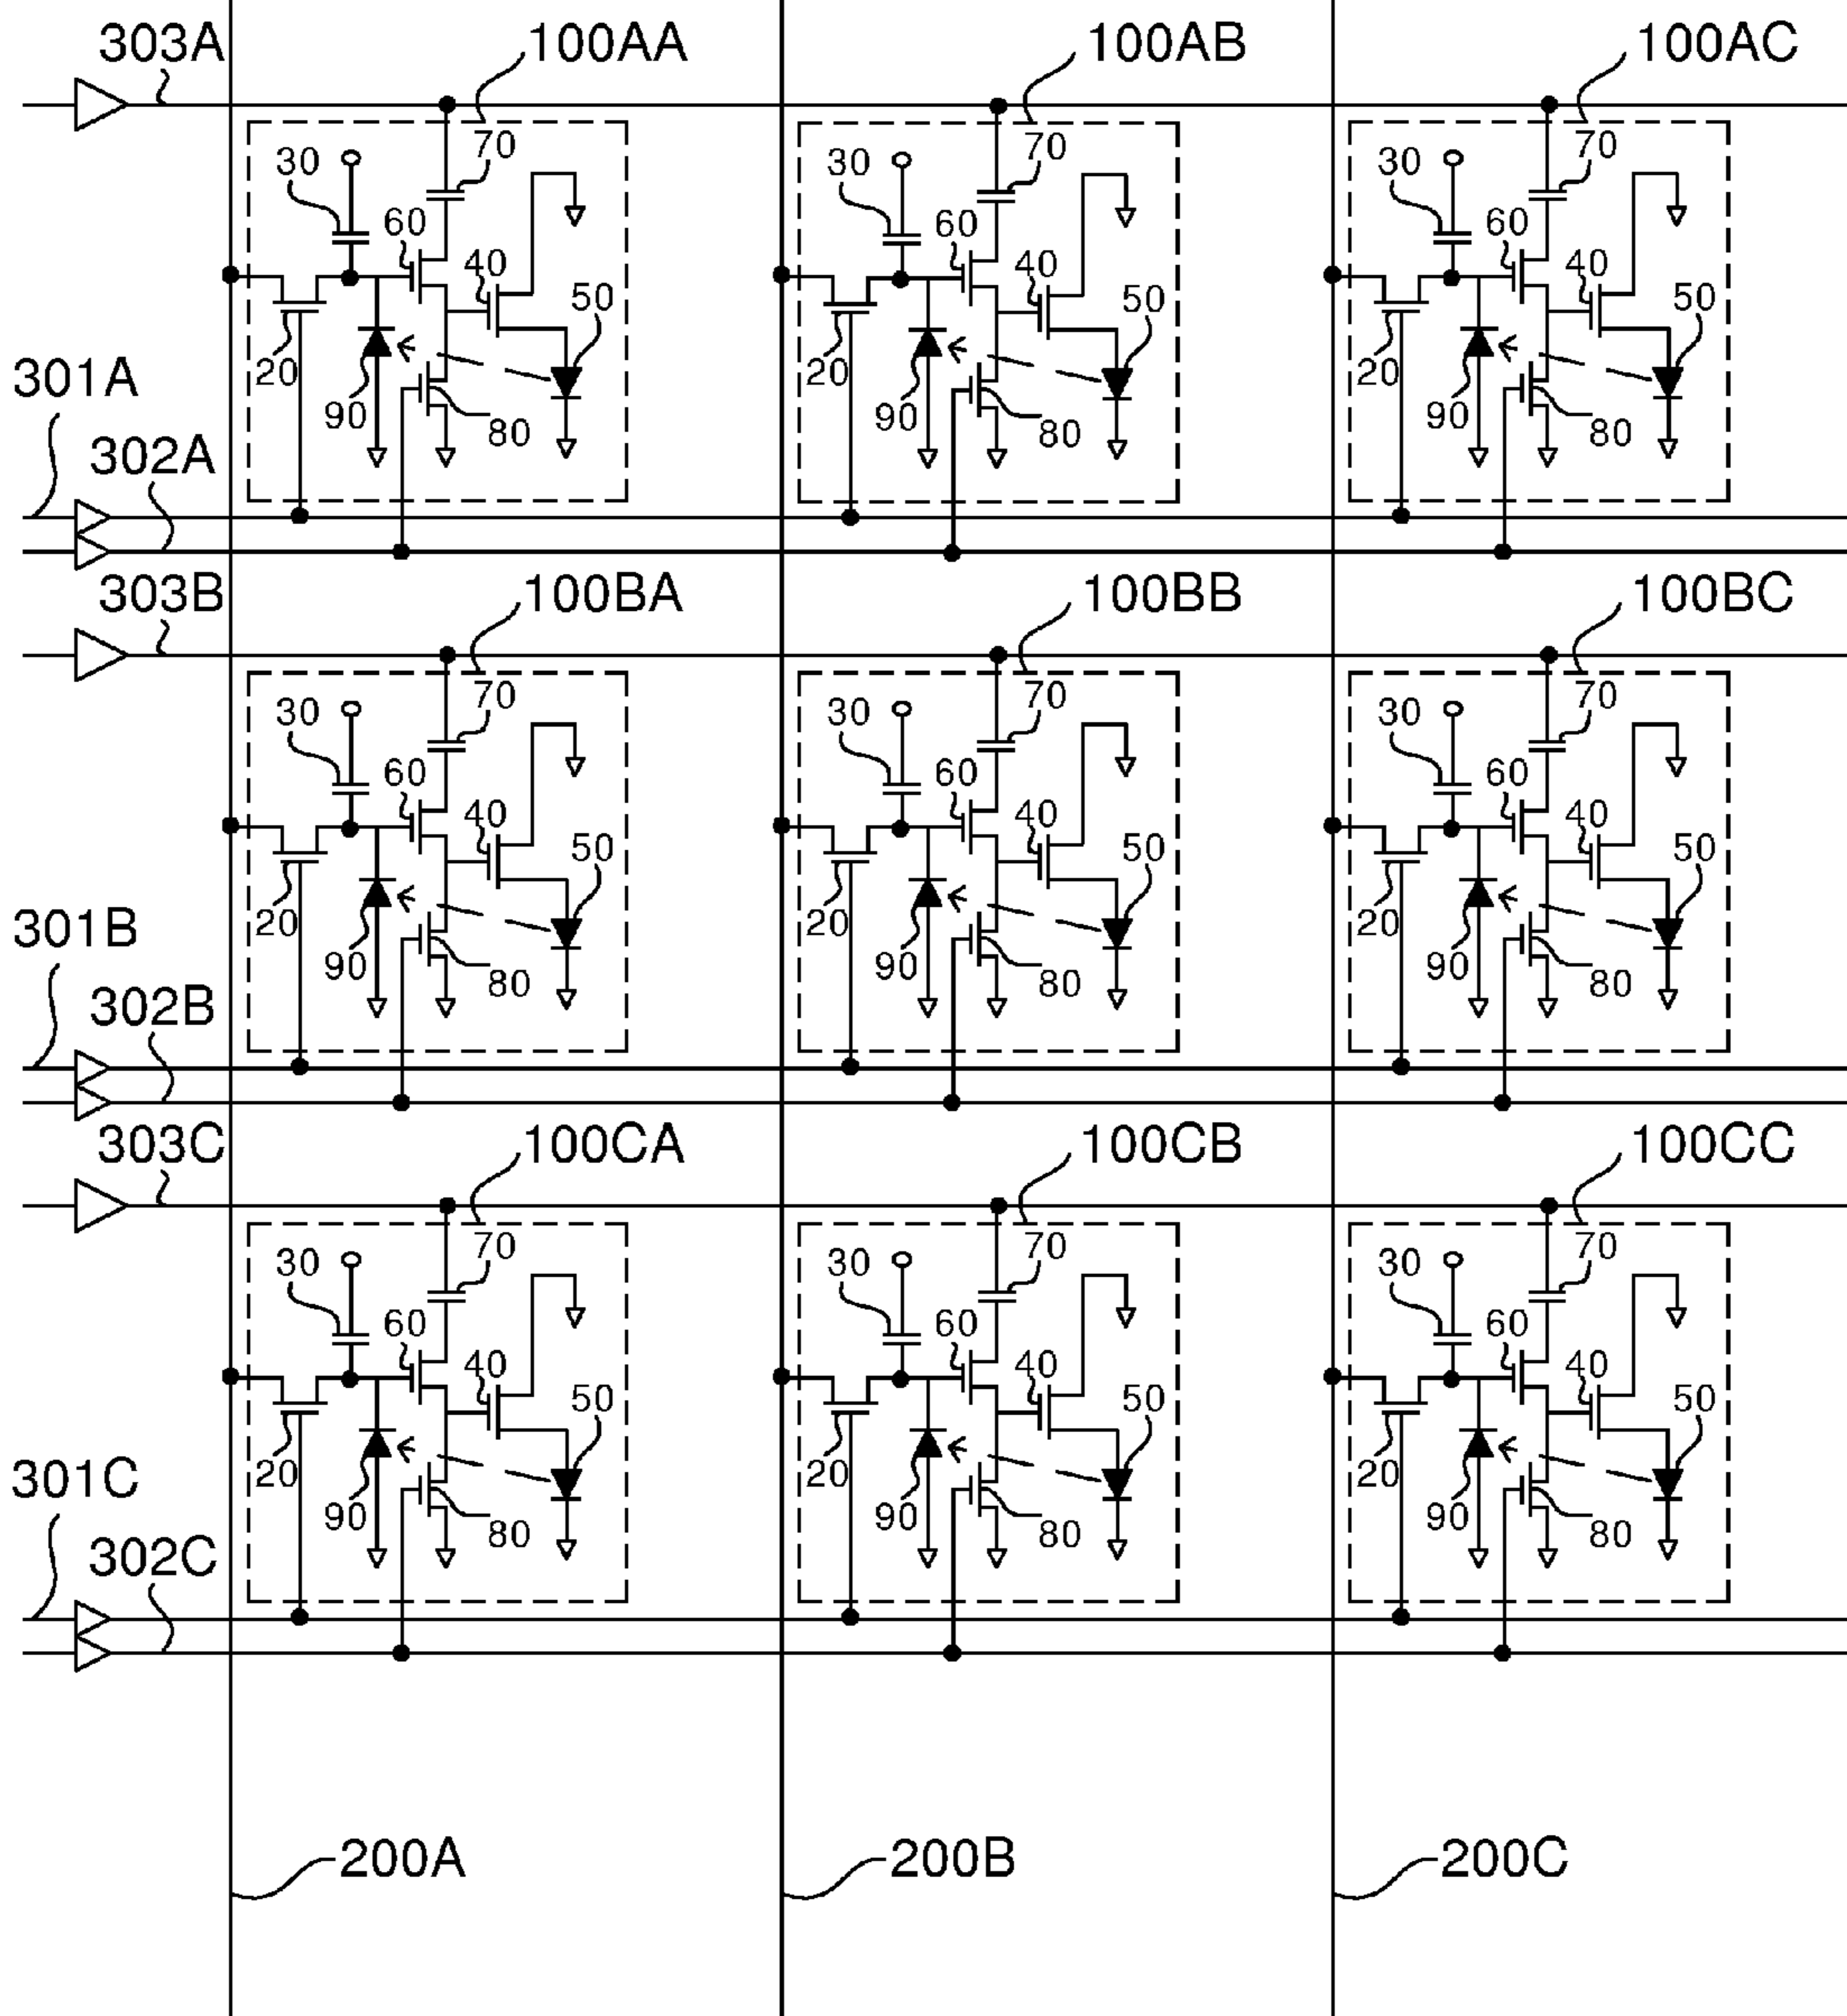 303A 100AA 100AB 100AC
30 70 30 70 30 70
60 40 50 60 40 50 60 40 50
301A 20 90 80 20 90 80 20 90 80
302A
303B 100BA 100BB 100BC
30 70 30 70 30 70
60 40 50 60 40 50 60 40 50
301B 20 90 80 20 90 80 20 90 80
302B
303C 100CA 100CB 100CC
30 70 30 70 30 70
60 40 50 60 40 50 60 40 50
301C 20 90 80 20 90 80 20 90 80
302C
200A 200B 200C